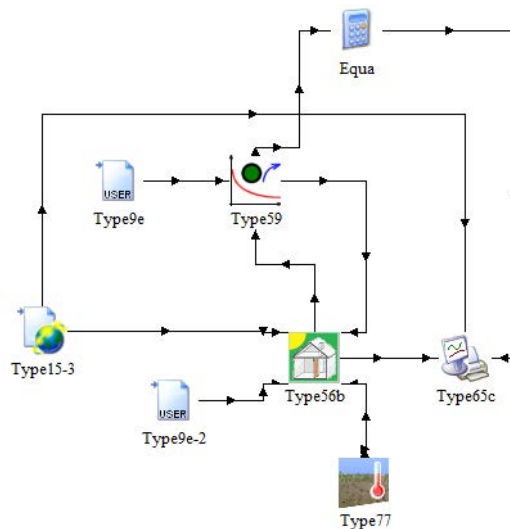 Equa
USER
Type9e
Type59
Type15-3
USER
Type9e-2
Type56b
Type65c
Type77